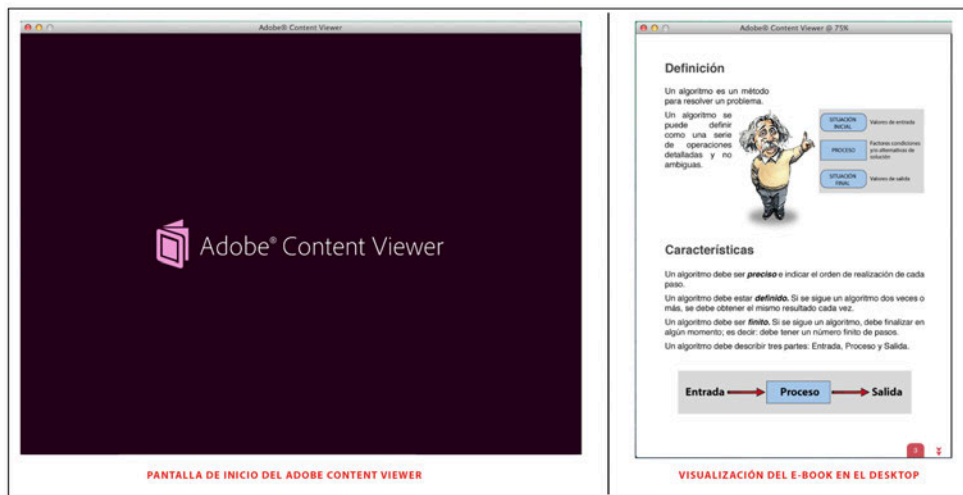 Adobe® Content Viewer
Adobe® Content Viewer
PANTALLA DE INICIO DEL ADOBE CONTENT VIEWER
Adobe® Content Viewer @ 75%
Definición
Un algoritmo es un método
para resolver un problema.
Un algoritmo se
puede definir
como una serie
de operaciones
detalladas y no
ambiguas.
SITUACIÓN
INICIAL
Valores de entrada
PROCESO
Factores condiciones
y/o alternativas de
solución
SITUACIÓN
FINAL
Valores de salida
Características
Un algoritmo debe ser preciso e indicar el orden de realización de cada
paso.
Un algoritmo debe estar definido. Si se sigue un algoritmo dos veces o
más, se debe obtener el mismo resultado cada vez.
Un algoritmo debe ser finito. Si se sigue un algoritmo, debe finalizar en
algún momento; es decir: debe tener un número finito de pasos.
Un algoritmo debe describir tres partes: Entrada, Proceso y Salida.
Entrada Proceso Salida
3
VISUALIZACIÓN DEL E-BOOK EN EL DESKTOP